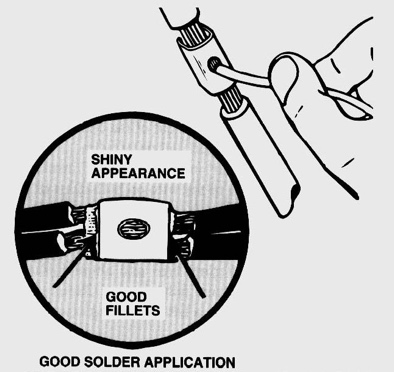 SHINY
APPEARANCE
GOOD
FILLETS
GOOD SOLDER APPLICATION